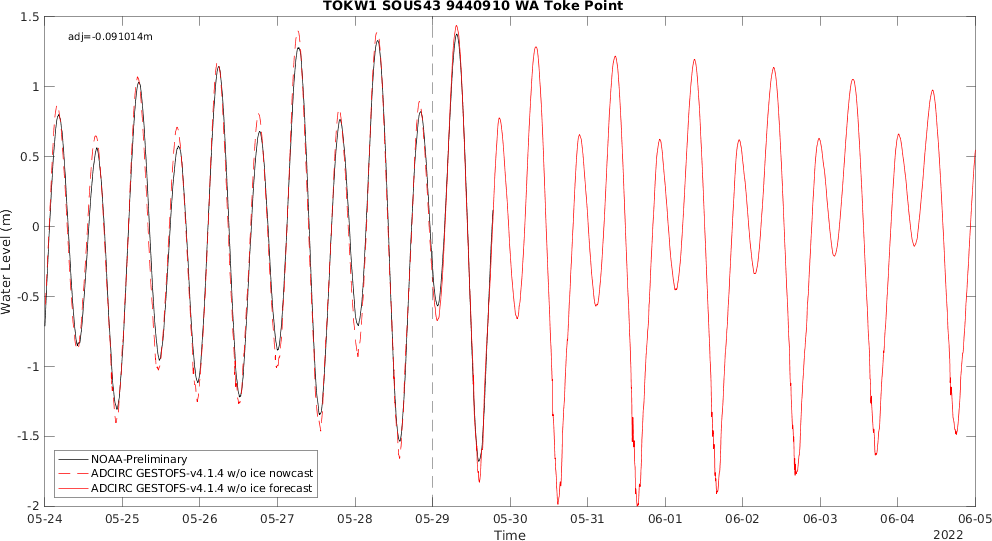 TOKW1 SOUS43 9440910 WA Toke Point
adj=-0.091014m
1.5
1
0.5
0
-0.5
-1
-1.5
-2
Water Level (m)
NOAA-Preliminary
ADCIRC GESTOFS-v4.1.4 w/o ice nowcast
ADCIRC GESTOFS-v4.1.4 w/o ice forecast
05-24 05-25 05-26 05-27 05-28 05-29 05-30 05-31 06-01 06-02 06-03 06-04 06-05
Time
2022